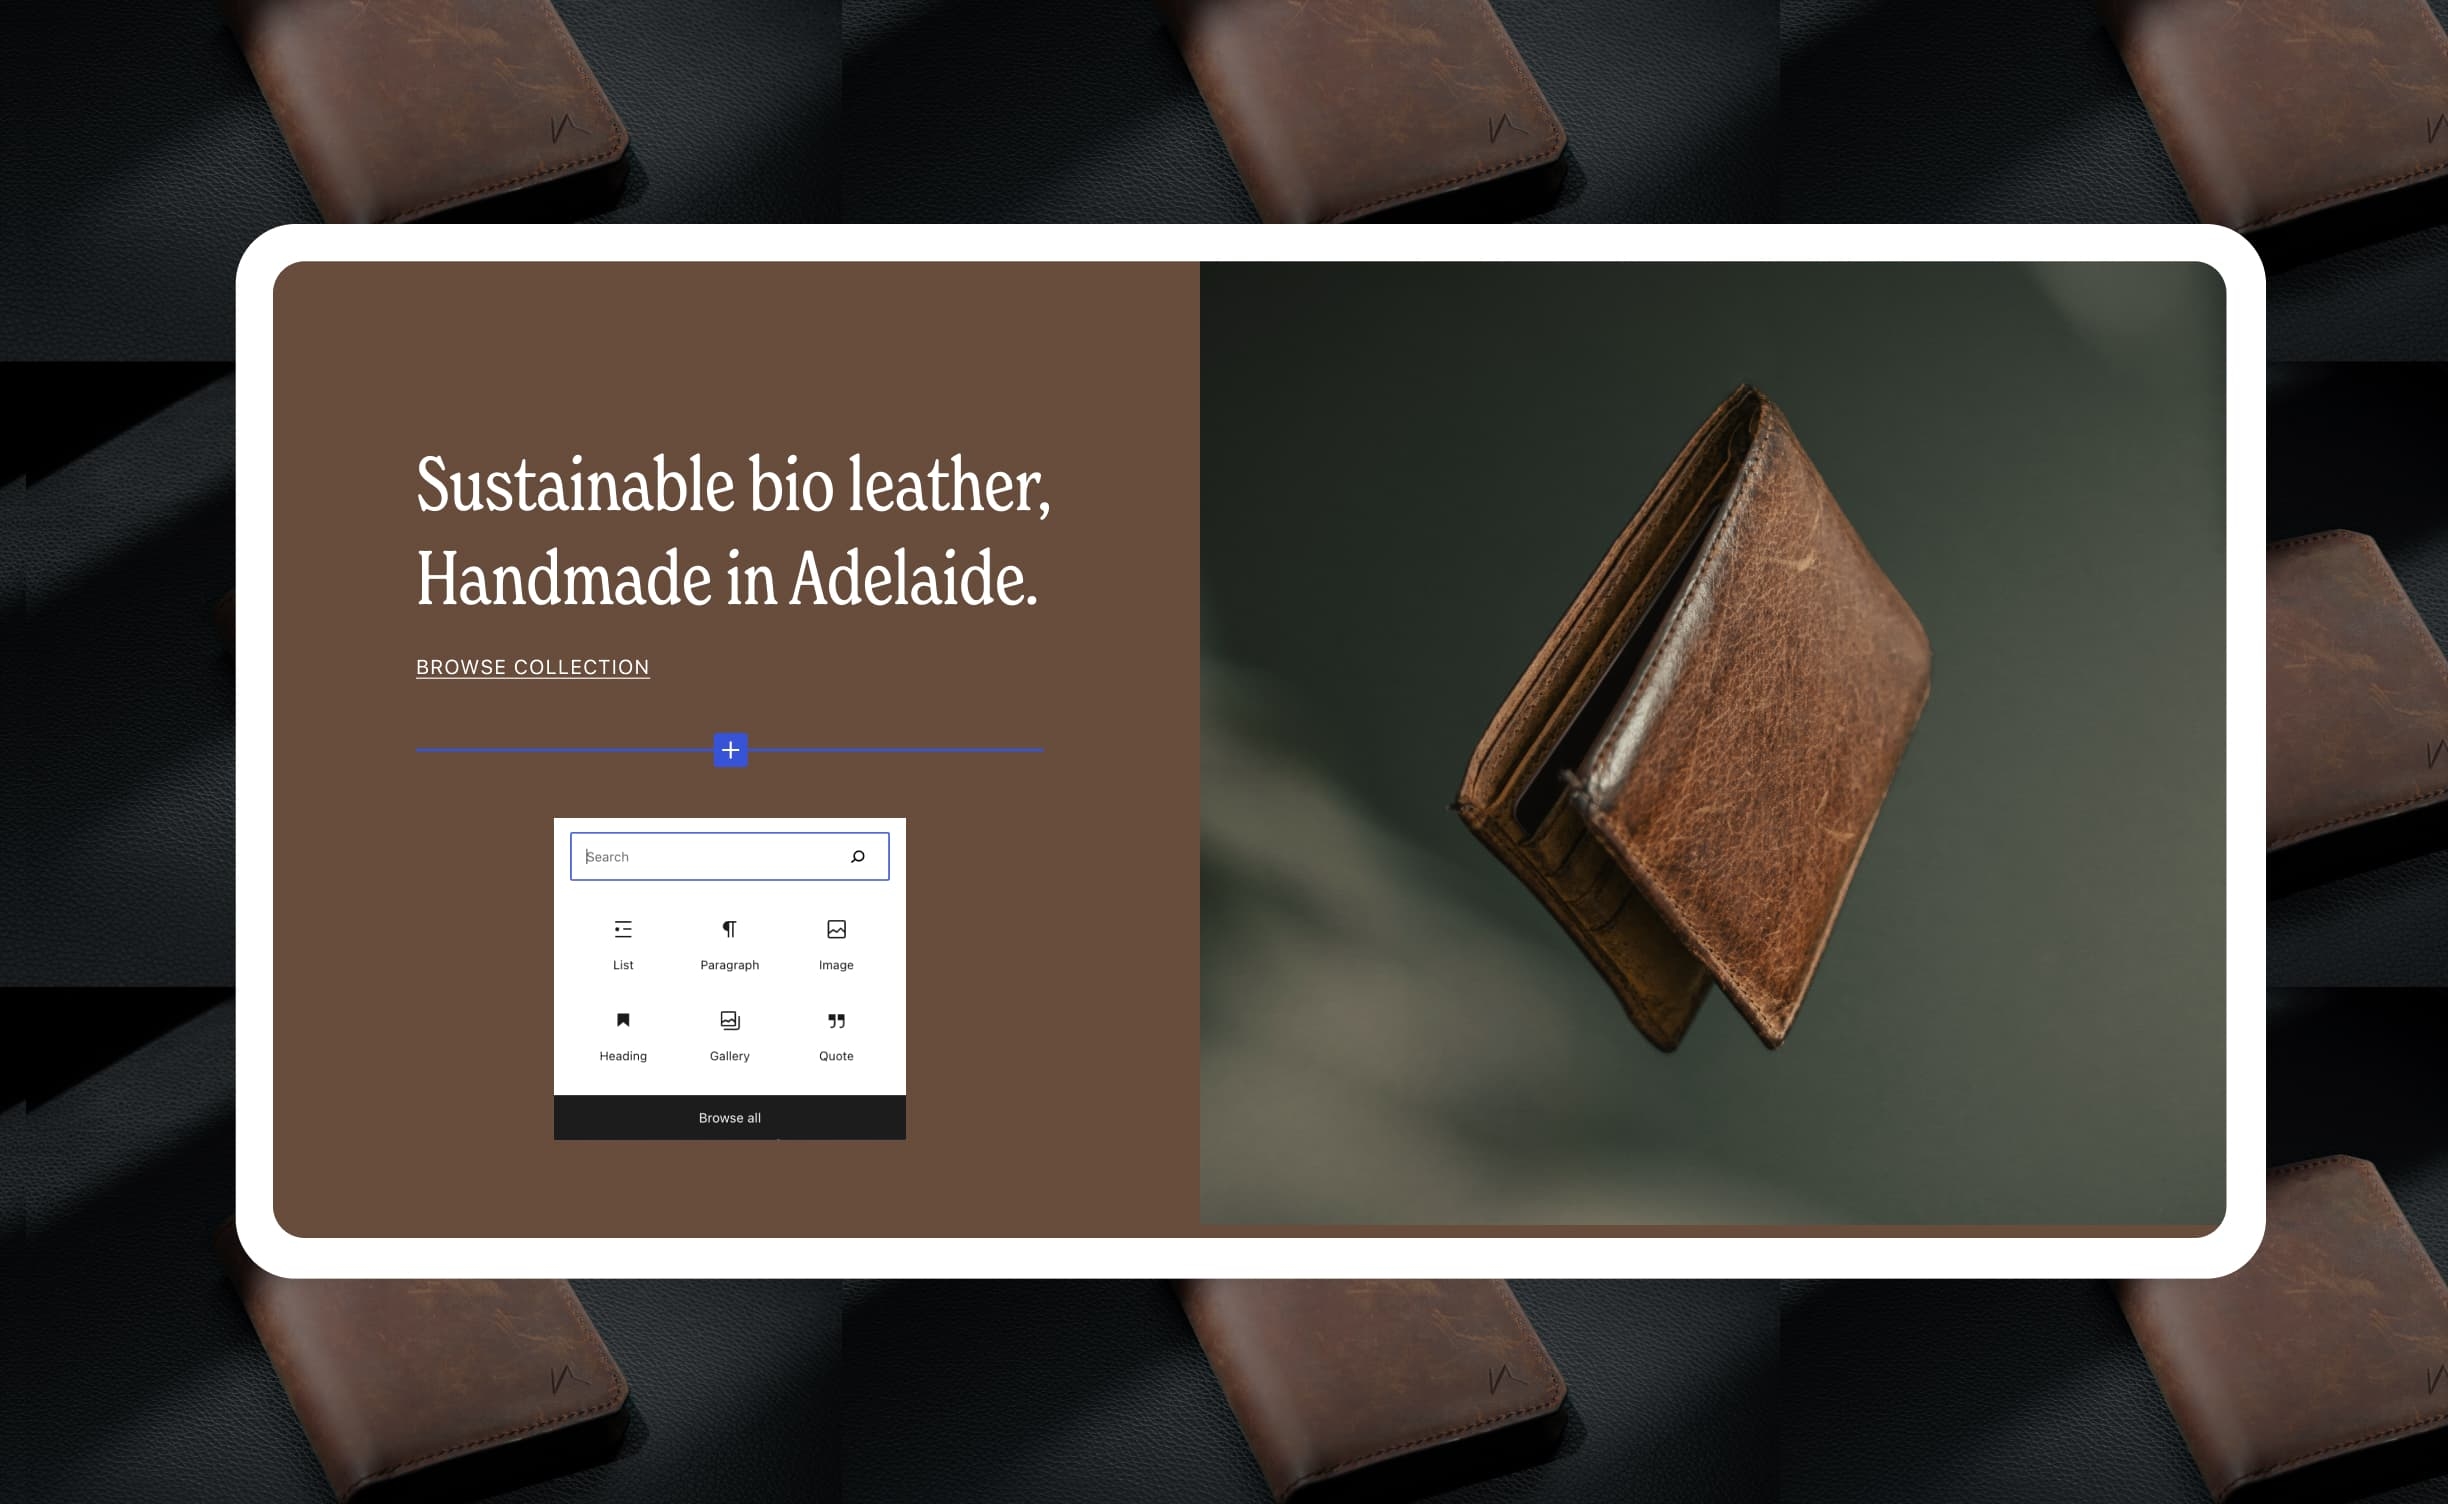 Sustainable bio leather,
Handmade in Adelaide.
BROWSE COLLECTION
Search
List
Paragraph
Image
Heading
Gallery
Quote
Browse all